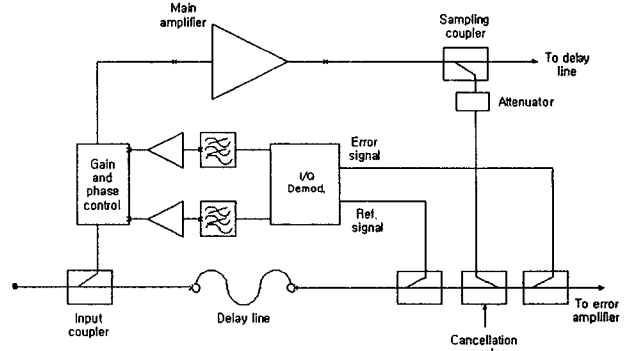 Main
amplifier
Sampling
coupler
To delay
line
Attenuator
Error
signal
Gain
and
phase
control
I/Q
Demod.
Ref.
signal
Input
coupler
Delay line
To error
amplifier
Cancellation